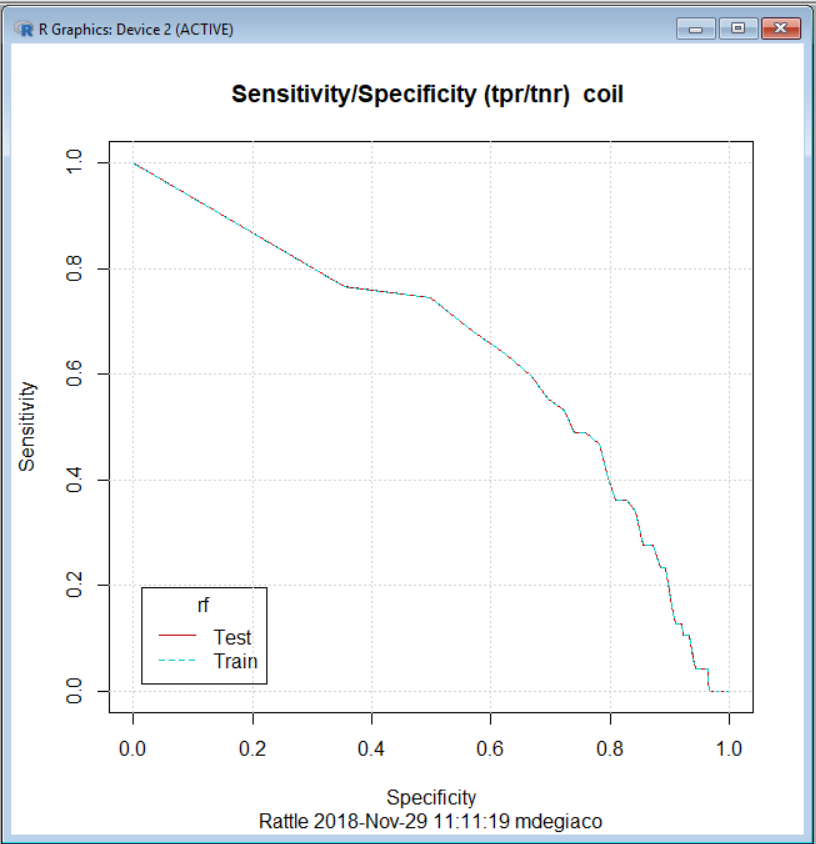 R Graphics: Device 2 (ACTIVE)
Sensitivity/Specificity (tpr/tnr)  coil
1.0
0.8
0.6
0.4
0.2
0.0
Sensitivity
rf
Test
Train
0.0 0.2 0.4 0.6 0.8 1.0
Specificity
Rattle 2018-Nov-29 11:11:19 mdegiaco